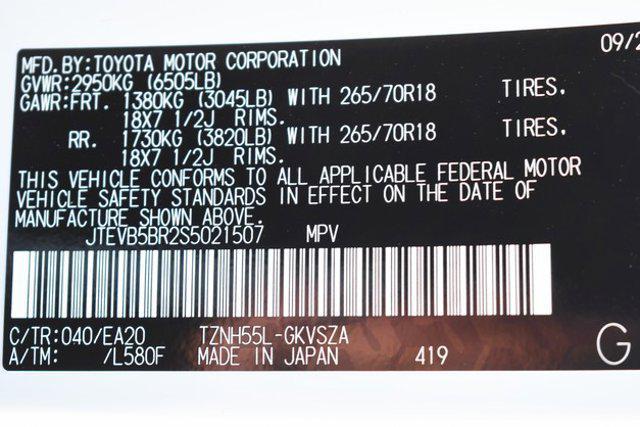 MFD.BY:TOYOTA MOTOR CORPORATION 09/2
GVWR:2950KG (6505LB)
GAWR:FRT. 1380KG (3045LB) WITH 265/70R18 TIRES,
18X7 1/2J RIMS.
RR. 1730KG (3820LB) WITH 265/70R18 TIRES,
18X7 1/2J RIMS.
THIS VEHICLE CONFORMS TO ALL APPLICABLE FEDERAL MOTOR
VEHICLE SAFETY STANDARDS IN EFFECT ON THE DATE OF
MANUFACTURE SHOWN ABOVE.
JTEVB5BR2S5021507 MPV
C/TR:040/EA20 TZNH55L-GKVSZA
A/TM: /L580F MADE IN JAPAN 419 G